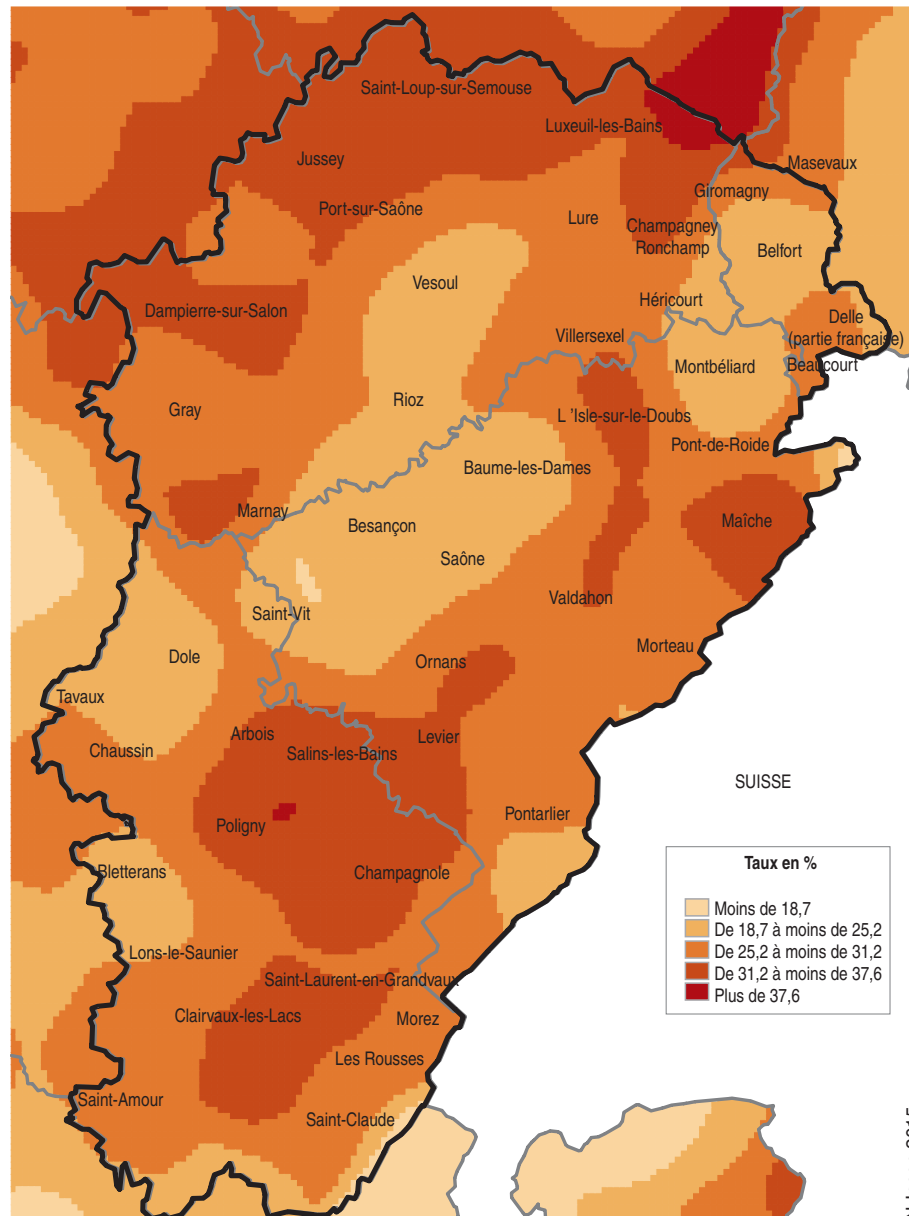 Saint-Loup-sur-Semouse
Luxeuil-les-Bains
Jussey
Masevaux
Giromagny
Port-sur-Saône
Lure
Champagney
Ronchamp
Belfort
Vesoul
Héricourt
Dampierre-sur-Salon
Delle
(partie française)
Villersexel
Montbéliard
Beaucourt
Rioz
Gray
L 'Isle-sur-le-Doubs
Pont-de-Roide
Baume-les-Dames
Marnay
Besançon
Maîche
Saône
Valdahon
Saint-Vit
Morteau
Dole
Ornans
Tavaux
Arbois
Levier
Chaussin
Salins-les-Bains
SUISSE
Pontarlier
Poligny
Bletterans
Champagnole
Taux en %
Moins de 18,7
De 18,7 à moins de 25,2
De 25,2 à moins de 31,2
De 31,2 à moins de 37,6
Plus de 37,6
Lons-le-Saunier
Saint-Laurent-en-Grandvaux
Clairvaux-les-Lacs
Morez
Les Rousses
Saint-Amour
Saint-Claude
2015